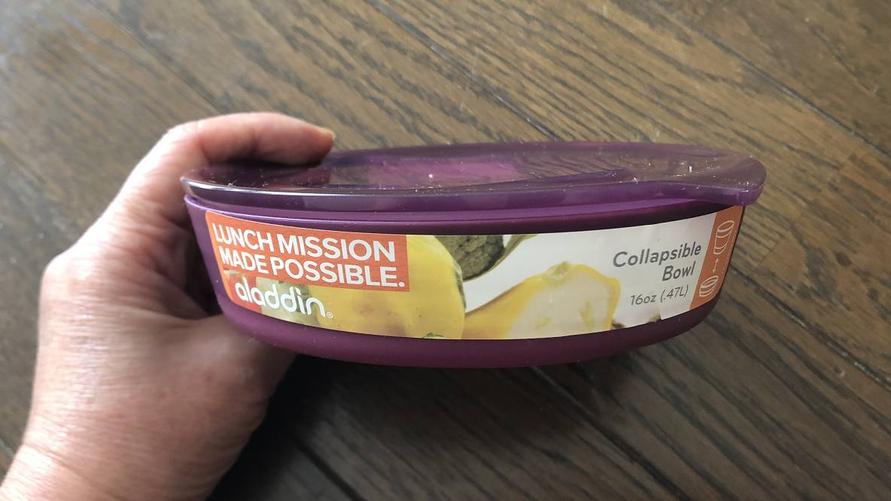 LUNCH MISSION
MADE POSSIBLE.
aladdin®
Collapsible
Bowl
16oz (.47L)